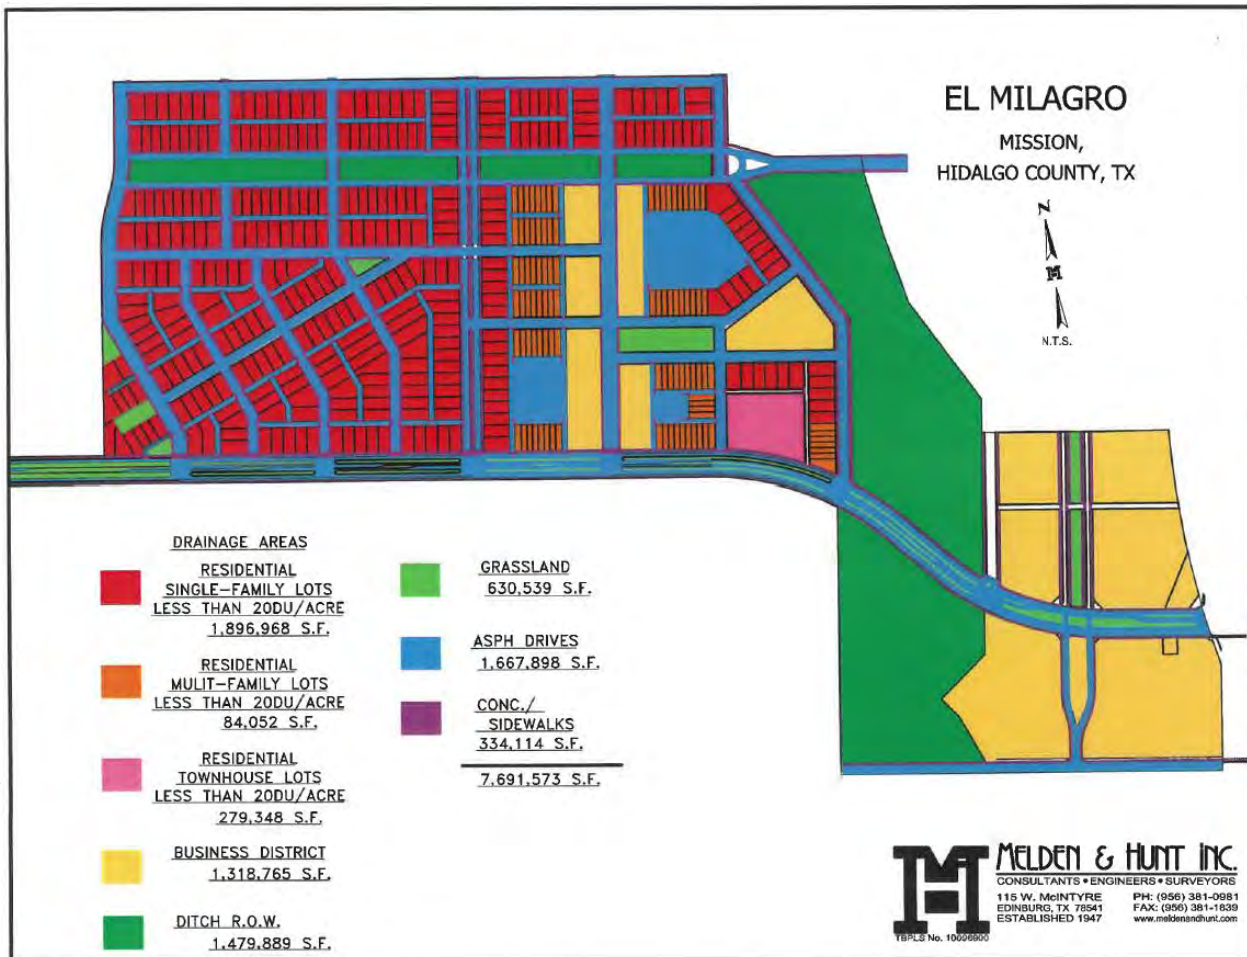 EL MILAGRO
MISSION,
HIDALGO COUNTY, TX
N
N.T.S.
DRAINAGE AREAS
RESIDENTIAL
SINGLE-FAMILY LOTS
LESS THAN 20DU/ACRE
1,896,968 S.F.
RESIDENTIAL
MULIT-FAMILY LOTS
LESS THAN 20DU/ACRE
84,052 S.F.
RESIDENTIAL
TOWNHOUSE LOTS
LESS THAN 20DU/ACRE
279,348 S.F.
BUSINESS DISTRICT
1,318,765 S.F.
DITCH R.O.W.
1,479,889 S.F.
GRASSLAND
630,539 S.F.
ASPH DRIVES
1,667,898 S.F.
CONC./
SIDEWALKS
334,114 S.F.
7,691,573 S.F.
MELDEN & HUNT INC.
CONSULTANTS • ENGINEERS • SURVEYORS
115 W. McINTYRE PH: (956) 381-0981
EDINBURG, TX 78541 FAX: (956) 381-1839
ESTABLISHED 1947 www.meldenandhunt.com
TBPLS No.